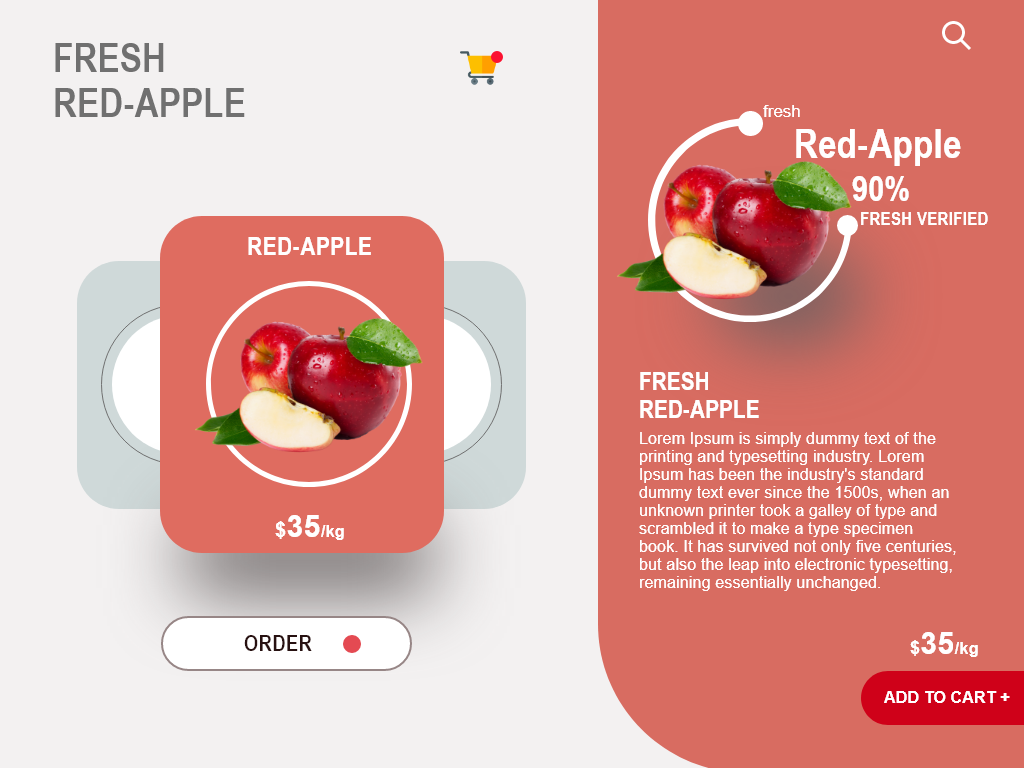 FRESH
RED-APPLE
RED-APPLE
$35/kg
ORDER
fresh
Red-Apple
90%
FRESH VERIFIED
FRESH
RED-APPLE
Lorem Ipsum is simply dummy text of the
printing and typesetting industry. Lorem
Ipsum has been the industry's standard
dummy text ever since the 1500s, when an
unknown printer took a galley of type and
scrambled it to make a type specimen
book. It has survived not only five centuries,
but also the leap into electronic typesetting,
remaining essentially unchanged.
$35/kg
ADD TO CART +